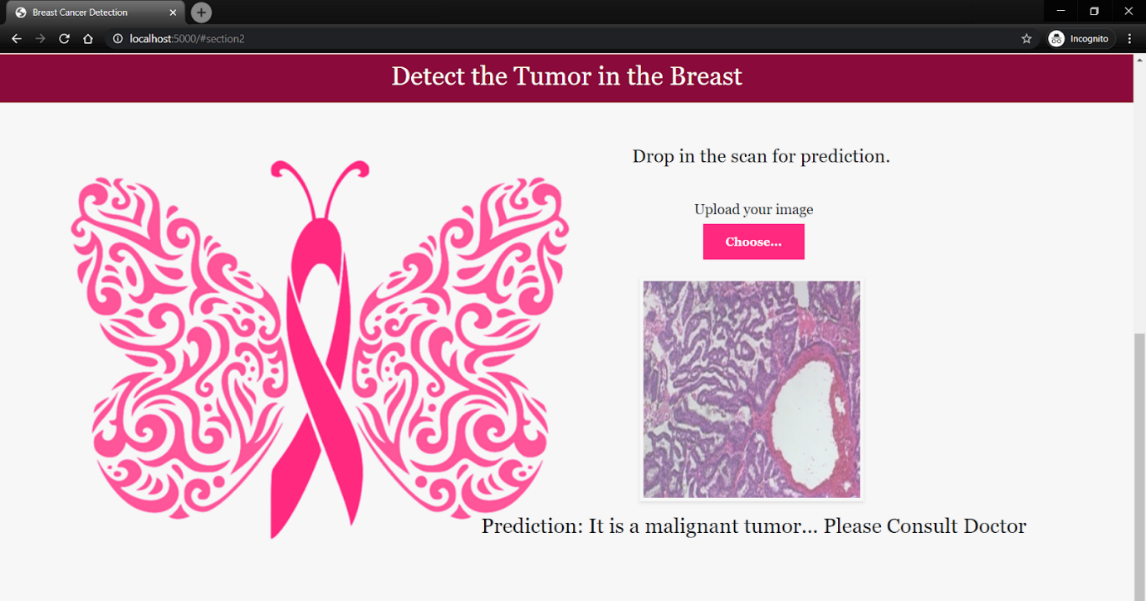 Breast Cancer Detection
localhost:5000/#section2
Incognito
Detect the Tumor in the Breast
Drop in the scan for prediction.
Upload your image
Choose...
Prediction: It is a malignant tumor... Please Consult Doctor